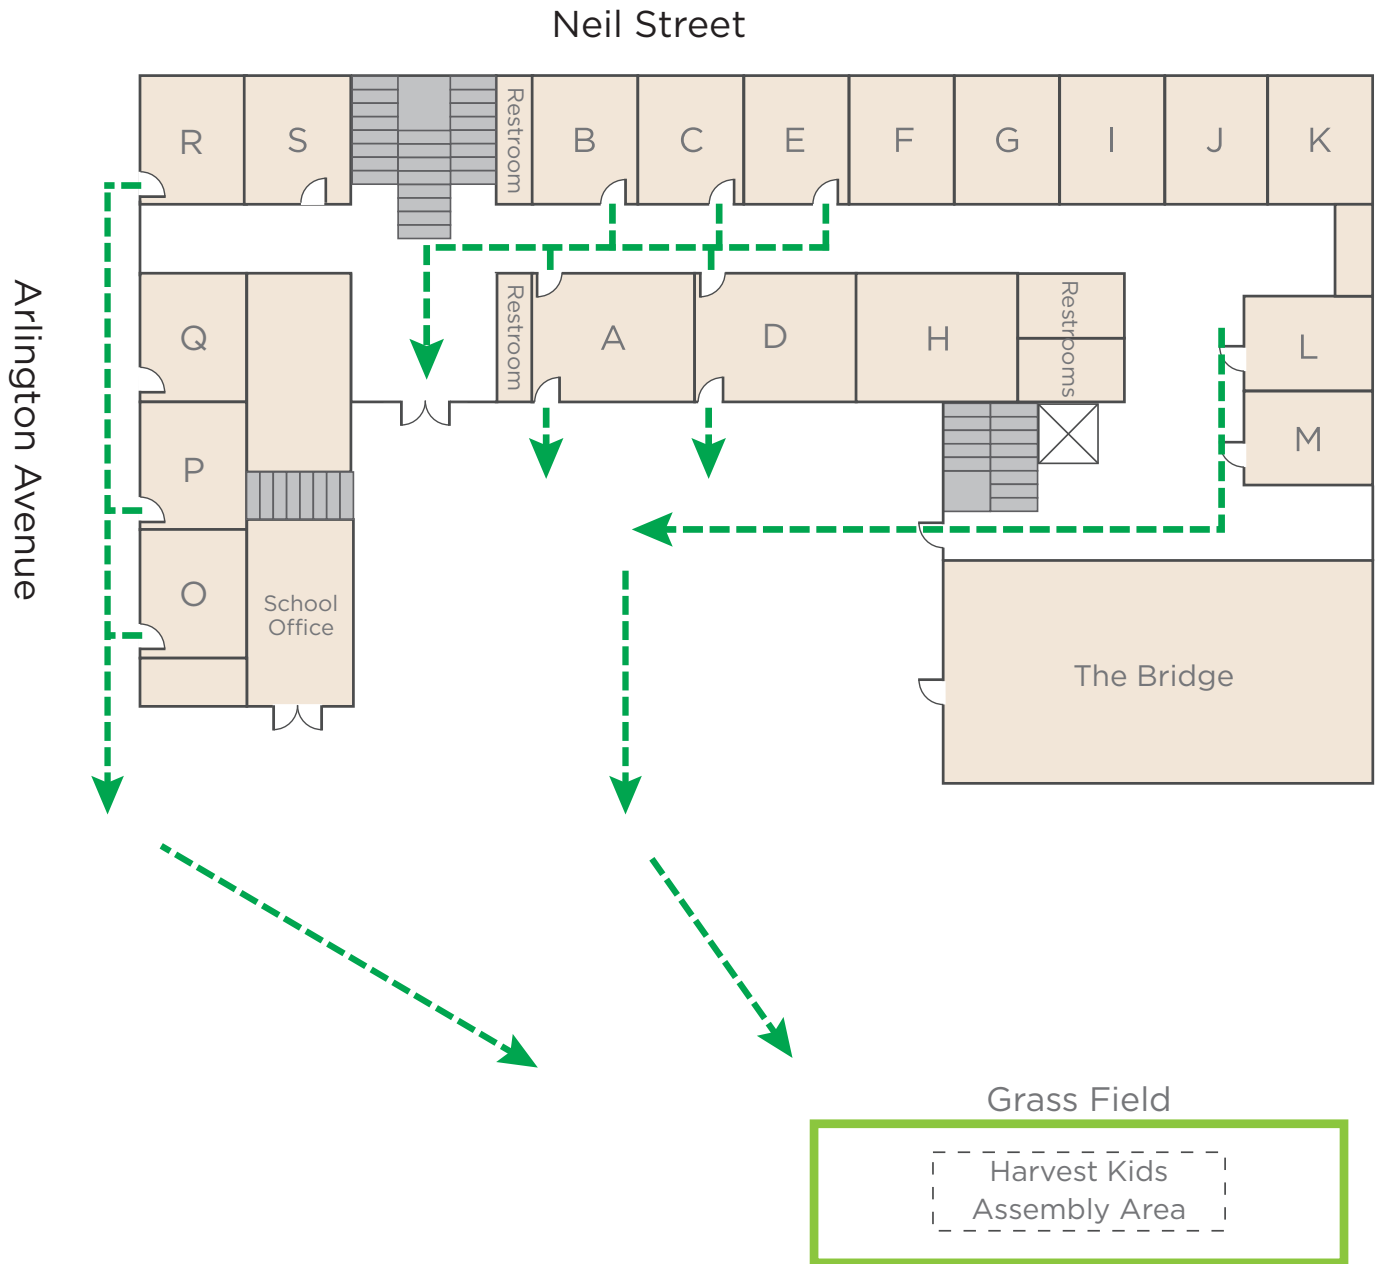 Neil Street
R
S
Restroom
B
C
E
F
G
I
J
K
Arlington Avenue
Q
Restroom
A
D
H
Restrooms
L
M
P
O
School
Office
The Bridge
Grass Field
Harvest Kids
Assembly Area